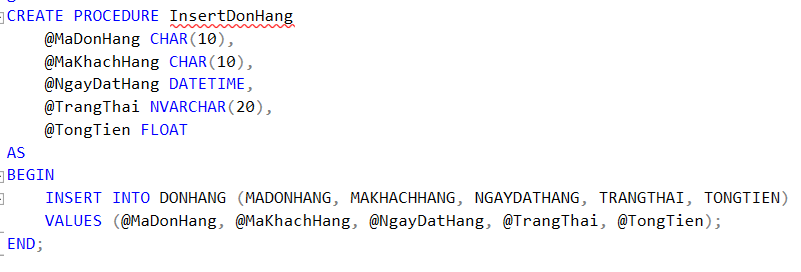 CREATE PROCEDURE InsertDonHang
@MaDonHang CHAR(10),
@MaKhachHang CHAR(10),
@NgayDatHang DATETIME,
@TrangThai NVARCHAR(20),
@TongTien FLOAT
AS
BEGIN
INSERT INTO DONHANG (MADONHANG, MAKHACHHANG, NGAYDATHANG, TRANGTHAI, TONGTIEN)
VALUES (@MaDonHang, @MaKhachHang, @NgayDatHang, @TrangThai, @TongTien);
END;